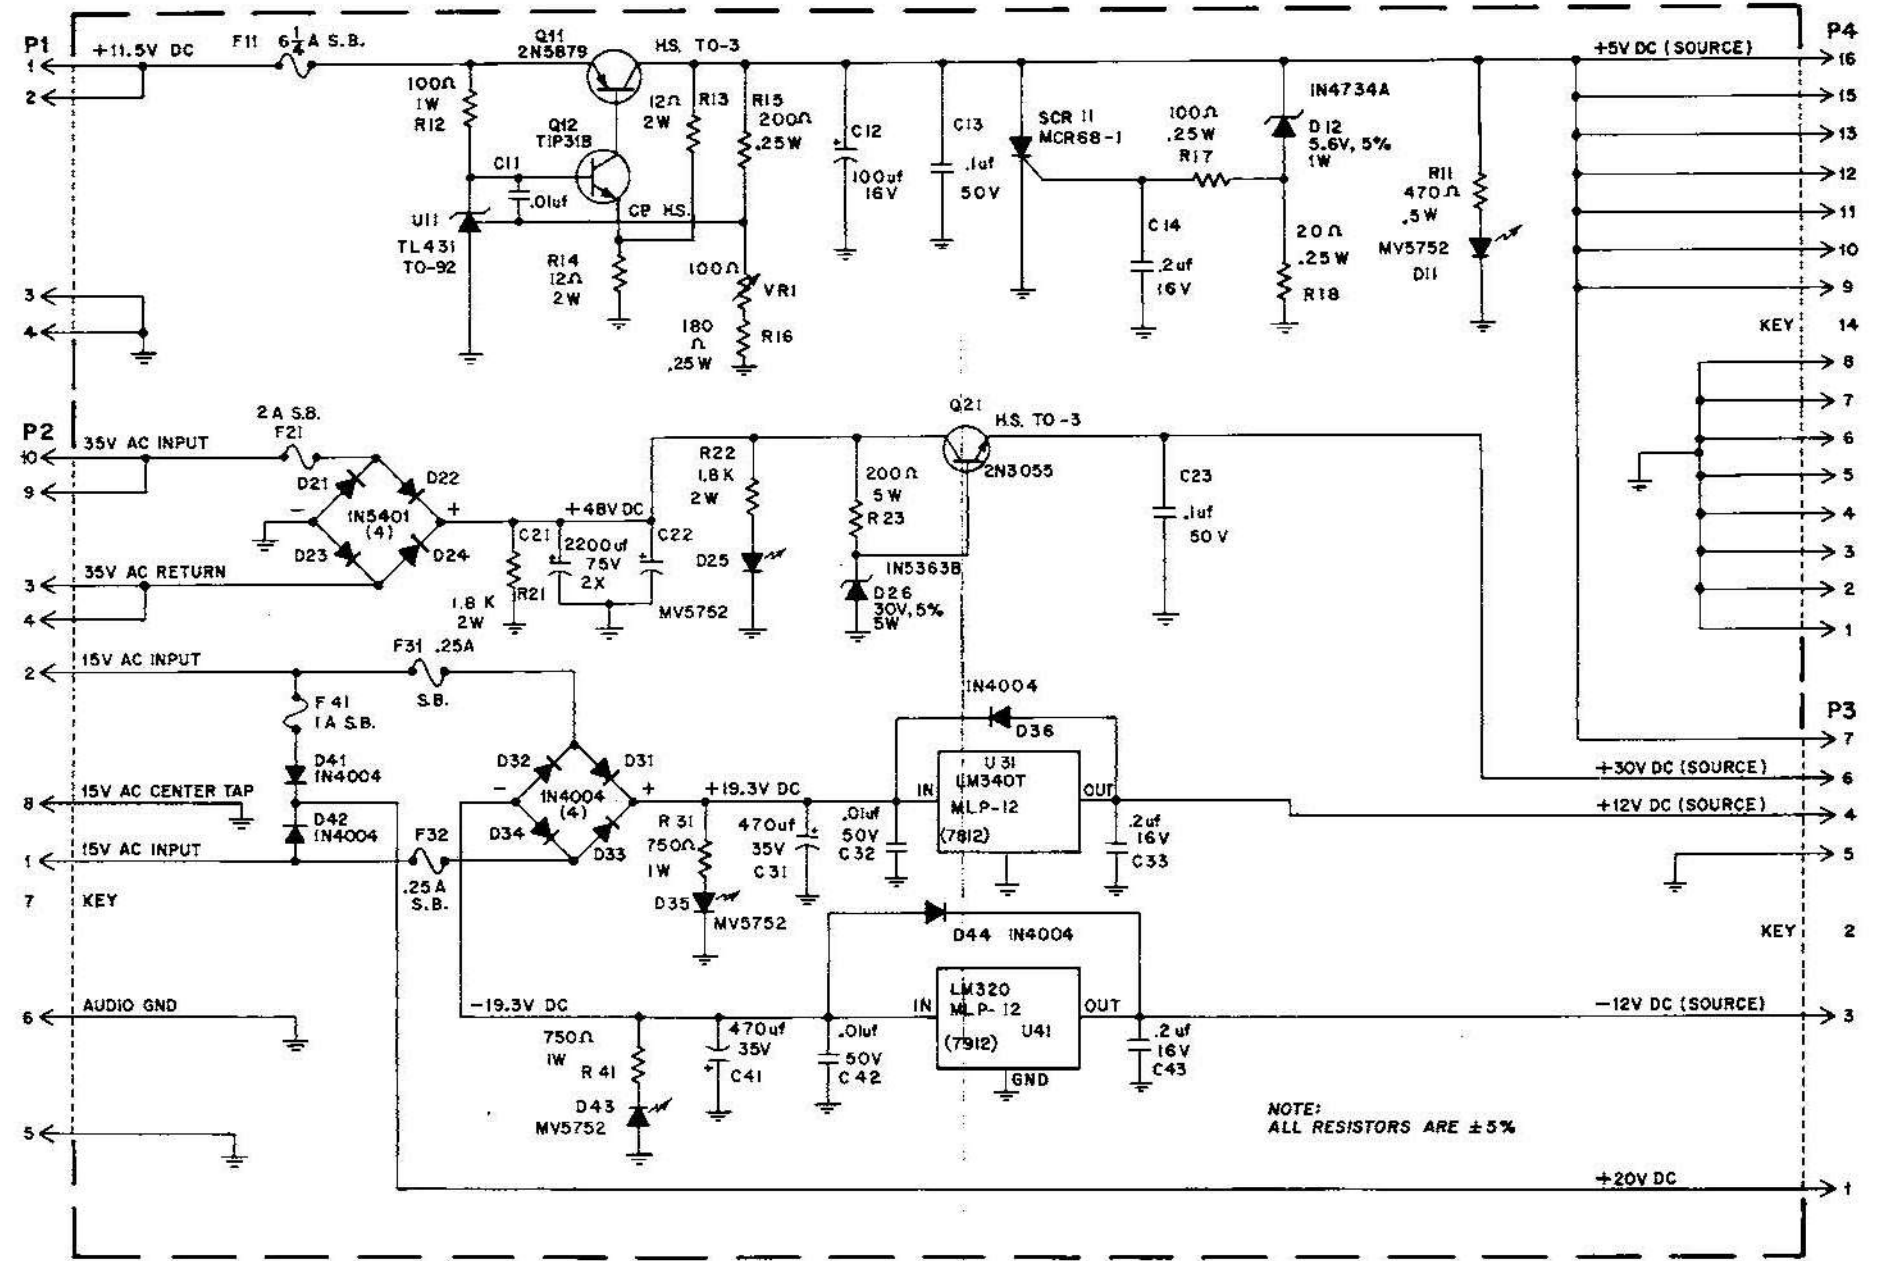 P1
+11.5V DC
F11 6 1/4 A S.B.
Q11
2N5879
H.S. TO-3
+5V DC (SOURCE)
P4
1
2
3
4
100Ω
1W
R12
Q12
TIP31B
C11
.01uf
U11
TL431
TO-92
CP H.S.
12Ω
2W
R13
R14
12Ω
2W
R15
200Ω
.25W
100Ω
VR1
180
Ω
.25W
R16
C12
100uf
16V
C13
.1uf
50V
SCR 11
MCR68-1
100Ω
.25W
R17
C14
.2uf
16V
1N4734A
D12
5.6V, 5%
1W
20Ω
.25W
R18
R11
470Ω
.5W
MV5752
D11
16
15
13
12
11
10
9
KEY 14
8
7
6
5
4
3
2
1
P2
10
9
3
4
35V AC INPUT
2A S.B.
F21
D21
D22
-
+
1N5401
(4)
D23
D24
35V AC RETURN
+48V DC
C21
2200uf
75V
2X
C22
R21
1.8 K
2W
R22
1.8K
2W
D25
MV5752
200Ω
5W
R23
1N5363B
D26
30V, 5%
5W
Q21
H.S. TO-3
2N3055
C23
.1uf
50V
2
15V AC INPUT
F31 .25A
S.B.
F41
1A S.B.
D41
1N4004
8
15V AC CENTER TAP
D42
1N4004
1
15V AC INPUT
F32
.25A
S.B.
7 KEY
D32
D31
-
+
1N4004
(4)
D34
D33
+19.3V DC
R31
750Ω
1W
D35
MV5752
470uf
35V
C31
.01uf
50V
C32
1N4004
D36
IN
U31
LM340T
MLP-12
(7812)
OUT
.2uf
16V
C33
P3
7
+30V DC (SOURCE)
6
+12V DC (SOURCE)
4
5
KEY 2
6
AUDIO GND
5
-19.3V DC
750Ω
1W
R41
D43
MV5752
470uf
35V
C41
.01uf
50V
C42
D44 1N4004
IN
LM320
MLP-12
U41
(7912)
OUT
GND
.2uf
16V
C43
-12V DC (SOURCE)
3
NOTE:
ALL RESISTORS ARE ±5%
+20V DC
1